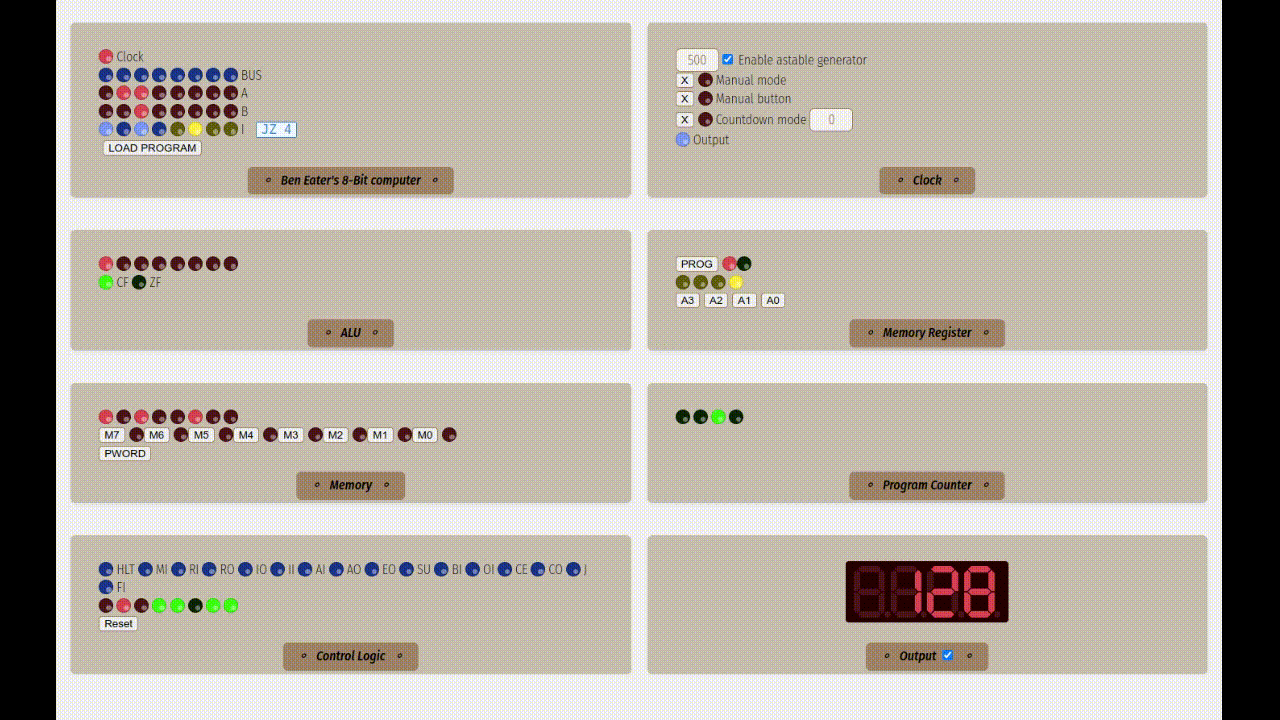 Clock
BUS
A
B
I JZ 4
LOAD PROGRAM
Ben Eater's 8-Bit computer
500 Enable astable generator
X Manual mode
X Manual button
X Countdown mode 0
Output
Clock
CF ZF
ALU
PROG
A3 A2 A1 A0
Memory Register
M7 M6 M5 M4 M3 M2 M1 M0
PWORD
Memory
Program Counter
HLT MI RI RO IO II AI AO EO SU BI OI CE CO J
FI
Reset
Control Logic
128
Output